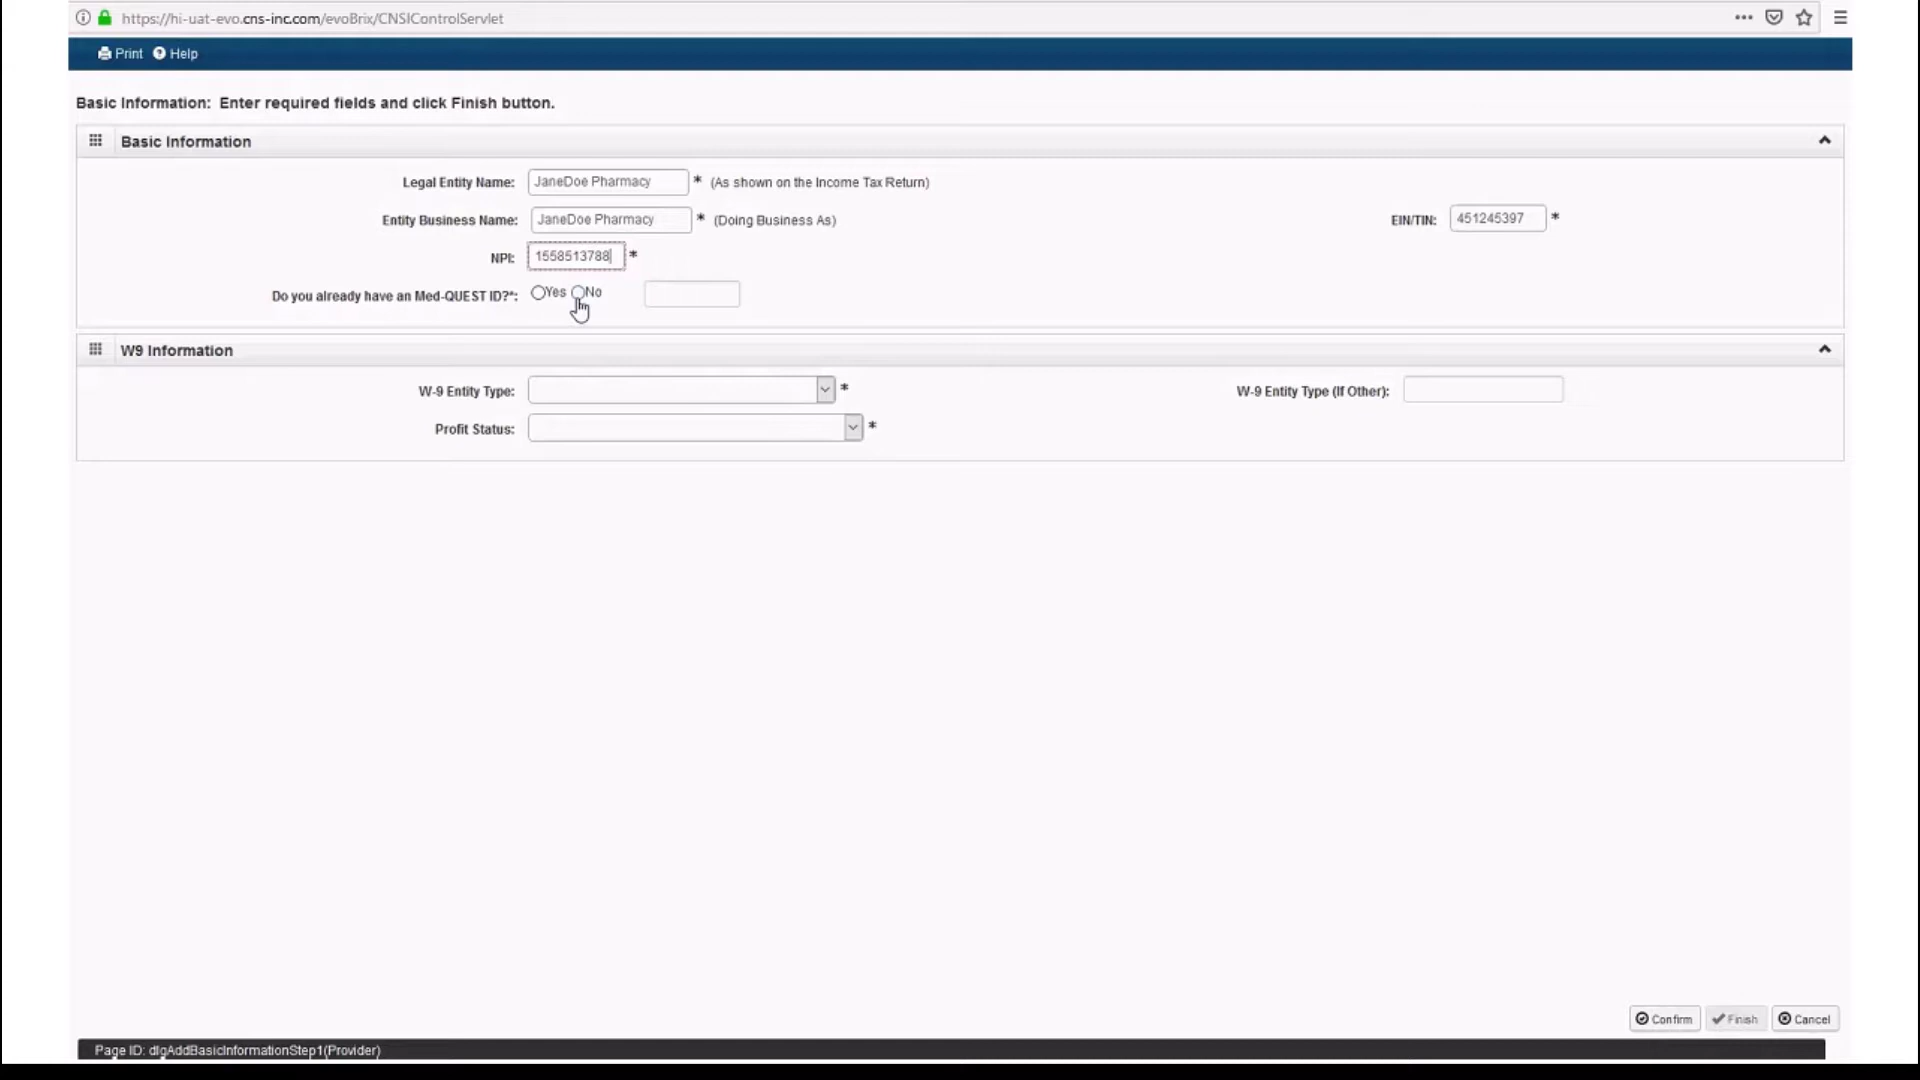 https://hi-uat-evo.cns-inc.com/evoBrix/CNSIControlServlet
Print Help
Basic Information: Enter required fields and click Finish button.
Basic Information
Legal Entity Name: JaneDoe Pharmacy * (As shown on the Income Tax Return)
Entity Business Name: JaneDoe Pharmacy * (Doing Business As) EIN/TIN: 451245397 *
NPI: 1558513788 *
Do you already have an Med-QUEST ID?*: Yes No
W9 Information
W-9 Entity Type: * W-9 Entity Type (If Other):
Profit Status: *
Confirm Finish Cancel
Page ID: dlgAddBasicInformationStep1(Provider)